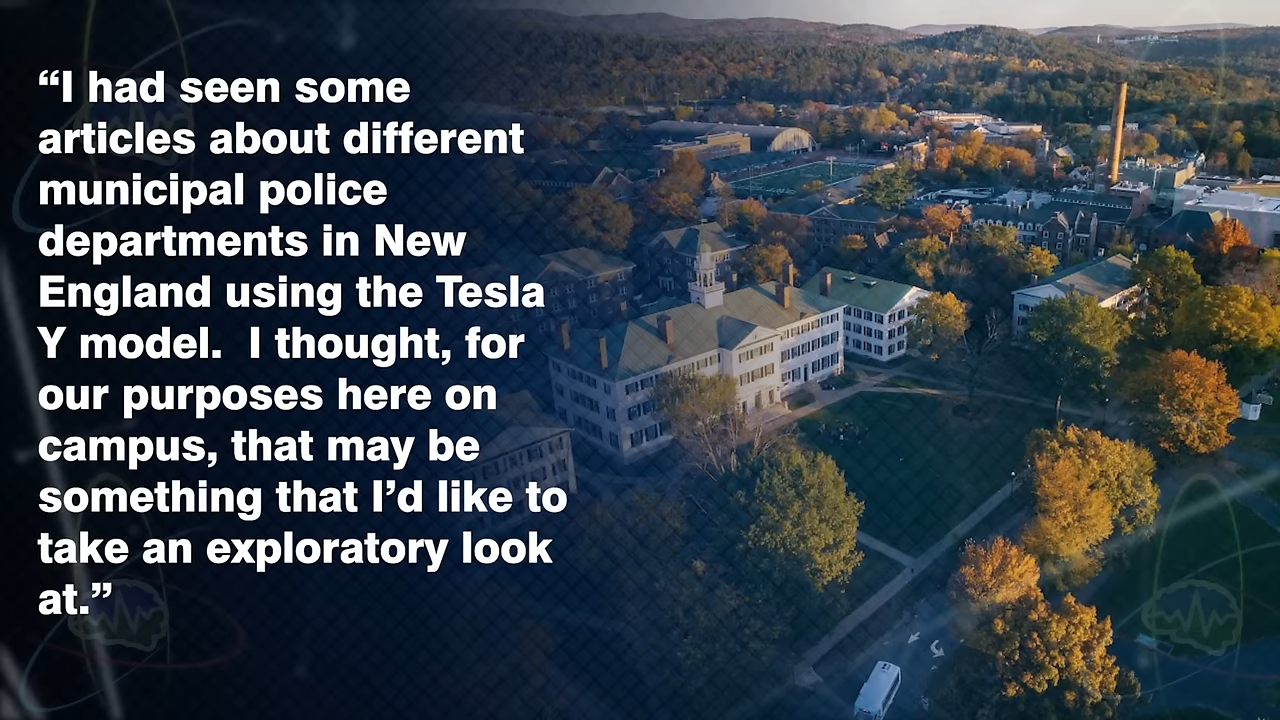 “I had seen some
articles about different
municipal police
departments in New
England using the Tesla
Y model.  I thought, for
our purposes here on
campus, that may be
something that I’d like to
take an exploratory look
at.”